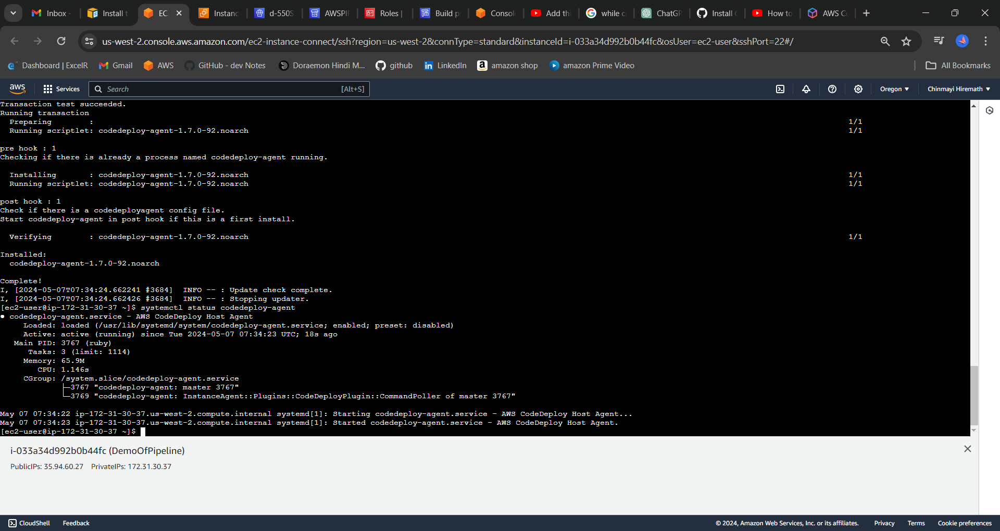 Inbox -
Install t
EC
Instanc
d-550S
AWSPIP
Roles |
Build p
Consol
Add thi
while c
ChatGP
Install
How to
AWS Co
us-west-2.console.aws.amazon.com/ec2-instance-connect/ssh?region=us-west-2&connType=standard&instanceId=i-033a34d992b0b44fc&osUser=ec2-user&sshPort=22#/
Dashboard | ExcelR
Gmail
AWS
GitHub - dev Notes
Doraemon Hindi M...
github
LinkedIn
amazon shop
amazon Prime Video
All Bookmarks
aws
Services
Search
[Alt+S]
Oregon
Chinmayi Hiremath
Transaction test succeeded.
Running transaction
Preparing : 1/1
Running scriptlet: codedeploy-agent-1.7.0-92.noarch 1/1
pre hook : 1
Checking if there is already a process named codedeploy-agent running.
Installing : codedeploy-agent-1.7.0-92.noarch 1/1
Running scriptlet: codedeploy-agent-1.7.0-92.noarch 1/1
post hook : 1
Check if there is a codedeployagent config file.
Start codedeploy-agent in post hook if this is a first install.
Verifying : codedeploy-agent-1.7.0-92.noarch 1/1
Installed:
codedeploy-agent-1.7.0-92.noarch
Complete!
I, [2024-05-07T07:34:24.662241 #3684] INFO -- : Update check complete.
I, [2024-05-07T07:34:24.662426 #3684] INFO -- : Stopping updater.
[ec2-user@ip-172-31-30-37 ~]$ systemctl status codedeploy-agent
● codedeploy-agent.service - AWS CodeDeploy Host Agent
Loaded: loaded (/usr/lib/systemd/system/codedeploy-agent.service; enabled; preset: disabled)
Active: active (running) since Tue 2024-05-07 07:34:23 UTC; 18s ago
Main PID: 3767 (ruby)
Tasks: 3 (limit: 1114)
Memory: 65.9M
CPU: 1.146s
CGroup: /system.slice/codedeploy-agent.service
├─3767 "codedeploy-agent: master 3767"
└─3769 "codedeploy-agent: InstanceAgent::Plugins::CodeDeployPlugin::CommandPoller of master 3767"
May 07 07:34:22 ip-172-31-30-37.us-west-2.compute.internal systemd[1]: Starting codedeploy-agent.service - AWS CodeDeploy Host Agent...
May 07 07:34:23 ip-172-31-30-37.us-west-2.compute.internal systemd[1]: Started codedeploy-agent.service - AWS CodeDeploy Host Agent.
[ec2-user@ip-172-31-30-37 ~]$
i-033a34d992b0b44fc (DemoOfPipeline)
PublicIPs: 35.94.60.27 PrivateIPs: 172.31.30.37
CloudShell
Feedback
© 2024, Amazon Web Services, Inc. or its affiliates.
Privacy
Terms
Cookie preferences